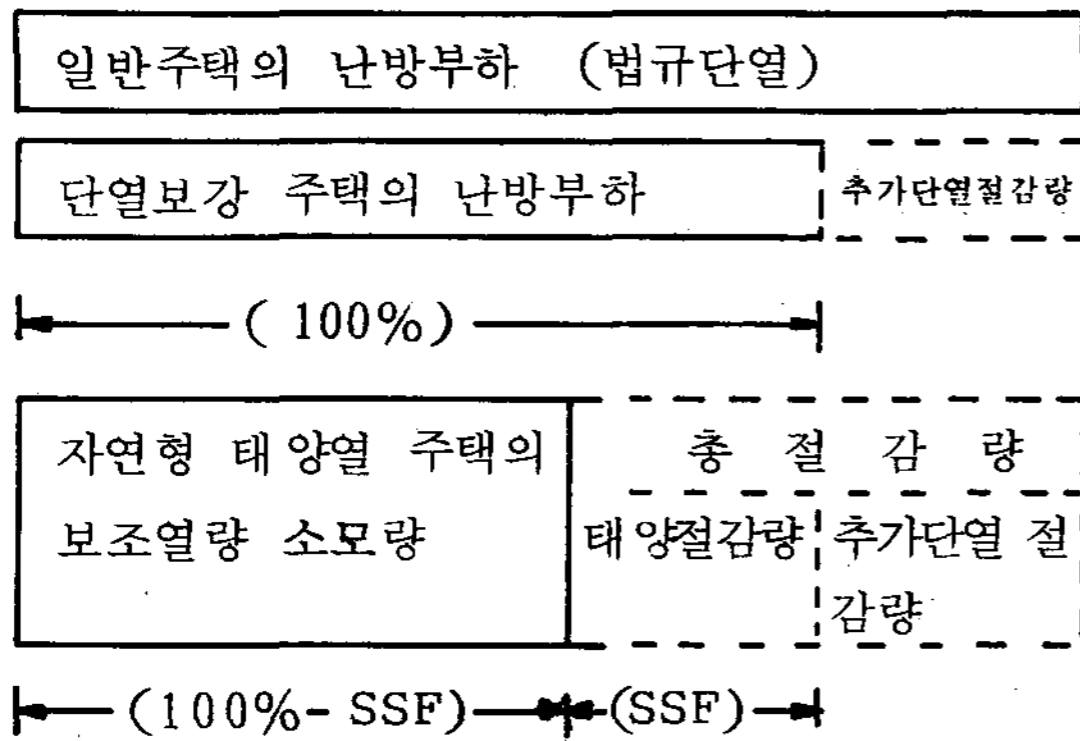 일반주택의 난방부하 (법규단열)
단열보강 주택의 난방부하
추가단열절감량
( 100%)
자연형 태양열 주택의
보조열량 소모량
총 절 감 량
태양절감량
추가단열 절
감량
(100%- SSF)
(SSF)